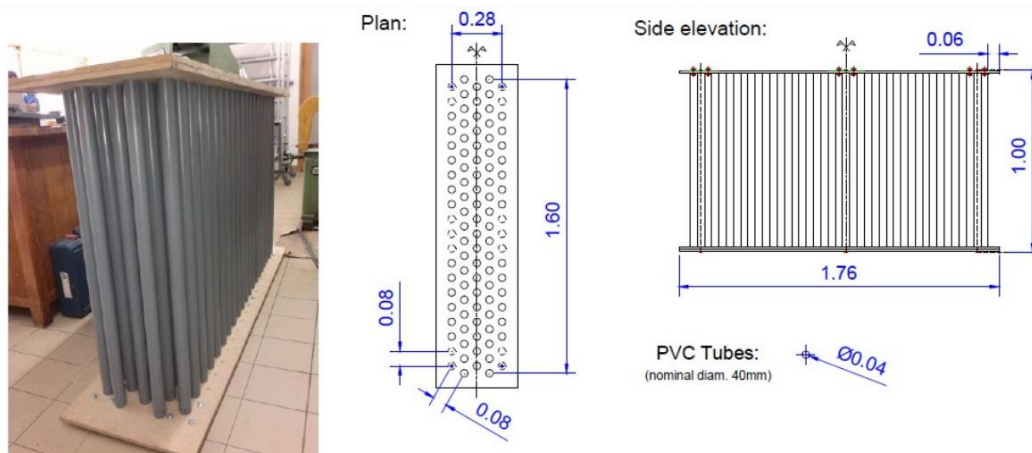 Plan:
0.28
1.60
0.08
0.08
Side elevation:
0.06
1.00
1.76
PVC Tubes:
(nominal diam. 40mm)
Ø0.04